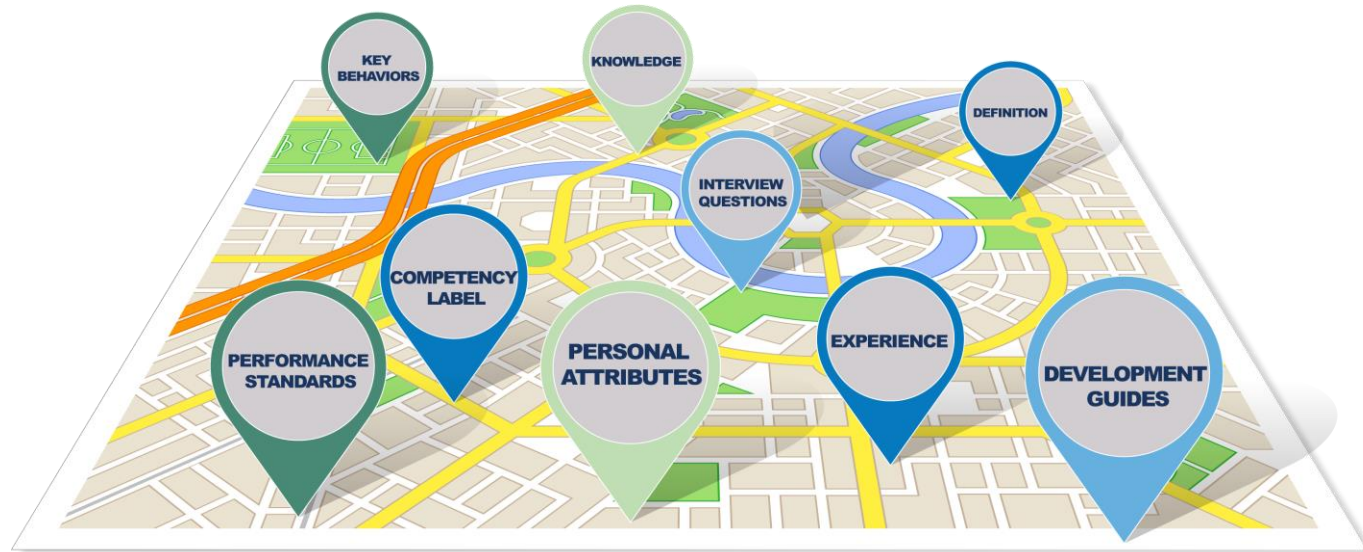 KEY
BEHAVIORS
KNOWLEDGE
DEFINITION
INTERVIEW
QUESTIONS
COMPETENCY
LABEL
PERFORMANCE
STANDARDS
PERSONAL
ATTRIBUTES
EXPERIENCE
DEVELOPMENT
GUIDES